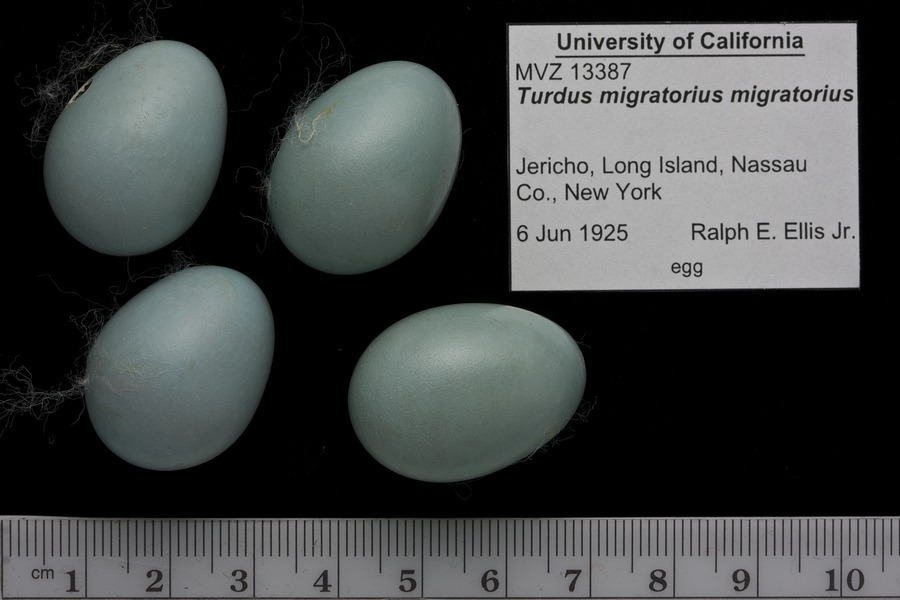 University of California
MVZ 13387
Turdus migratorius migratorius
Jericho, Long Island, Nassau
Co., New York
6 Jun 1925 Ralph E. Ellis Jr.
egg
cm 1 2 3 4 5 6 7 8 9 10